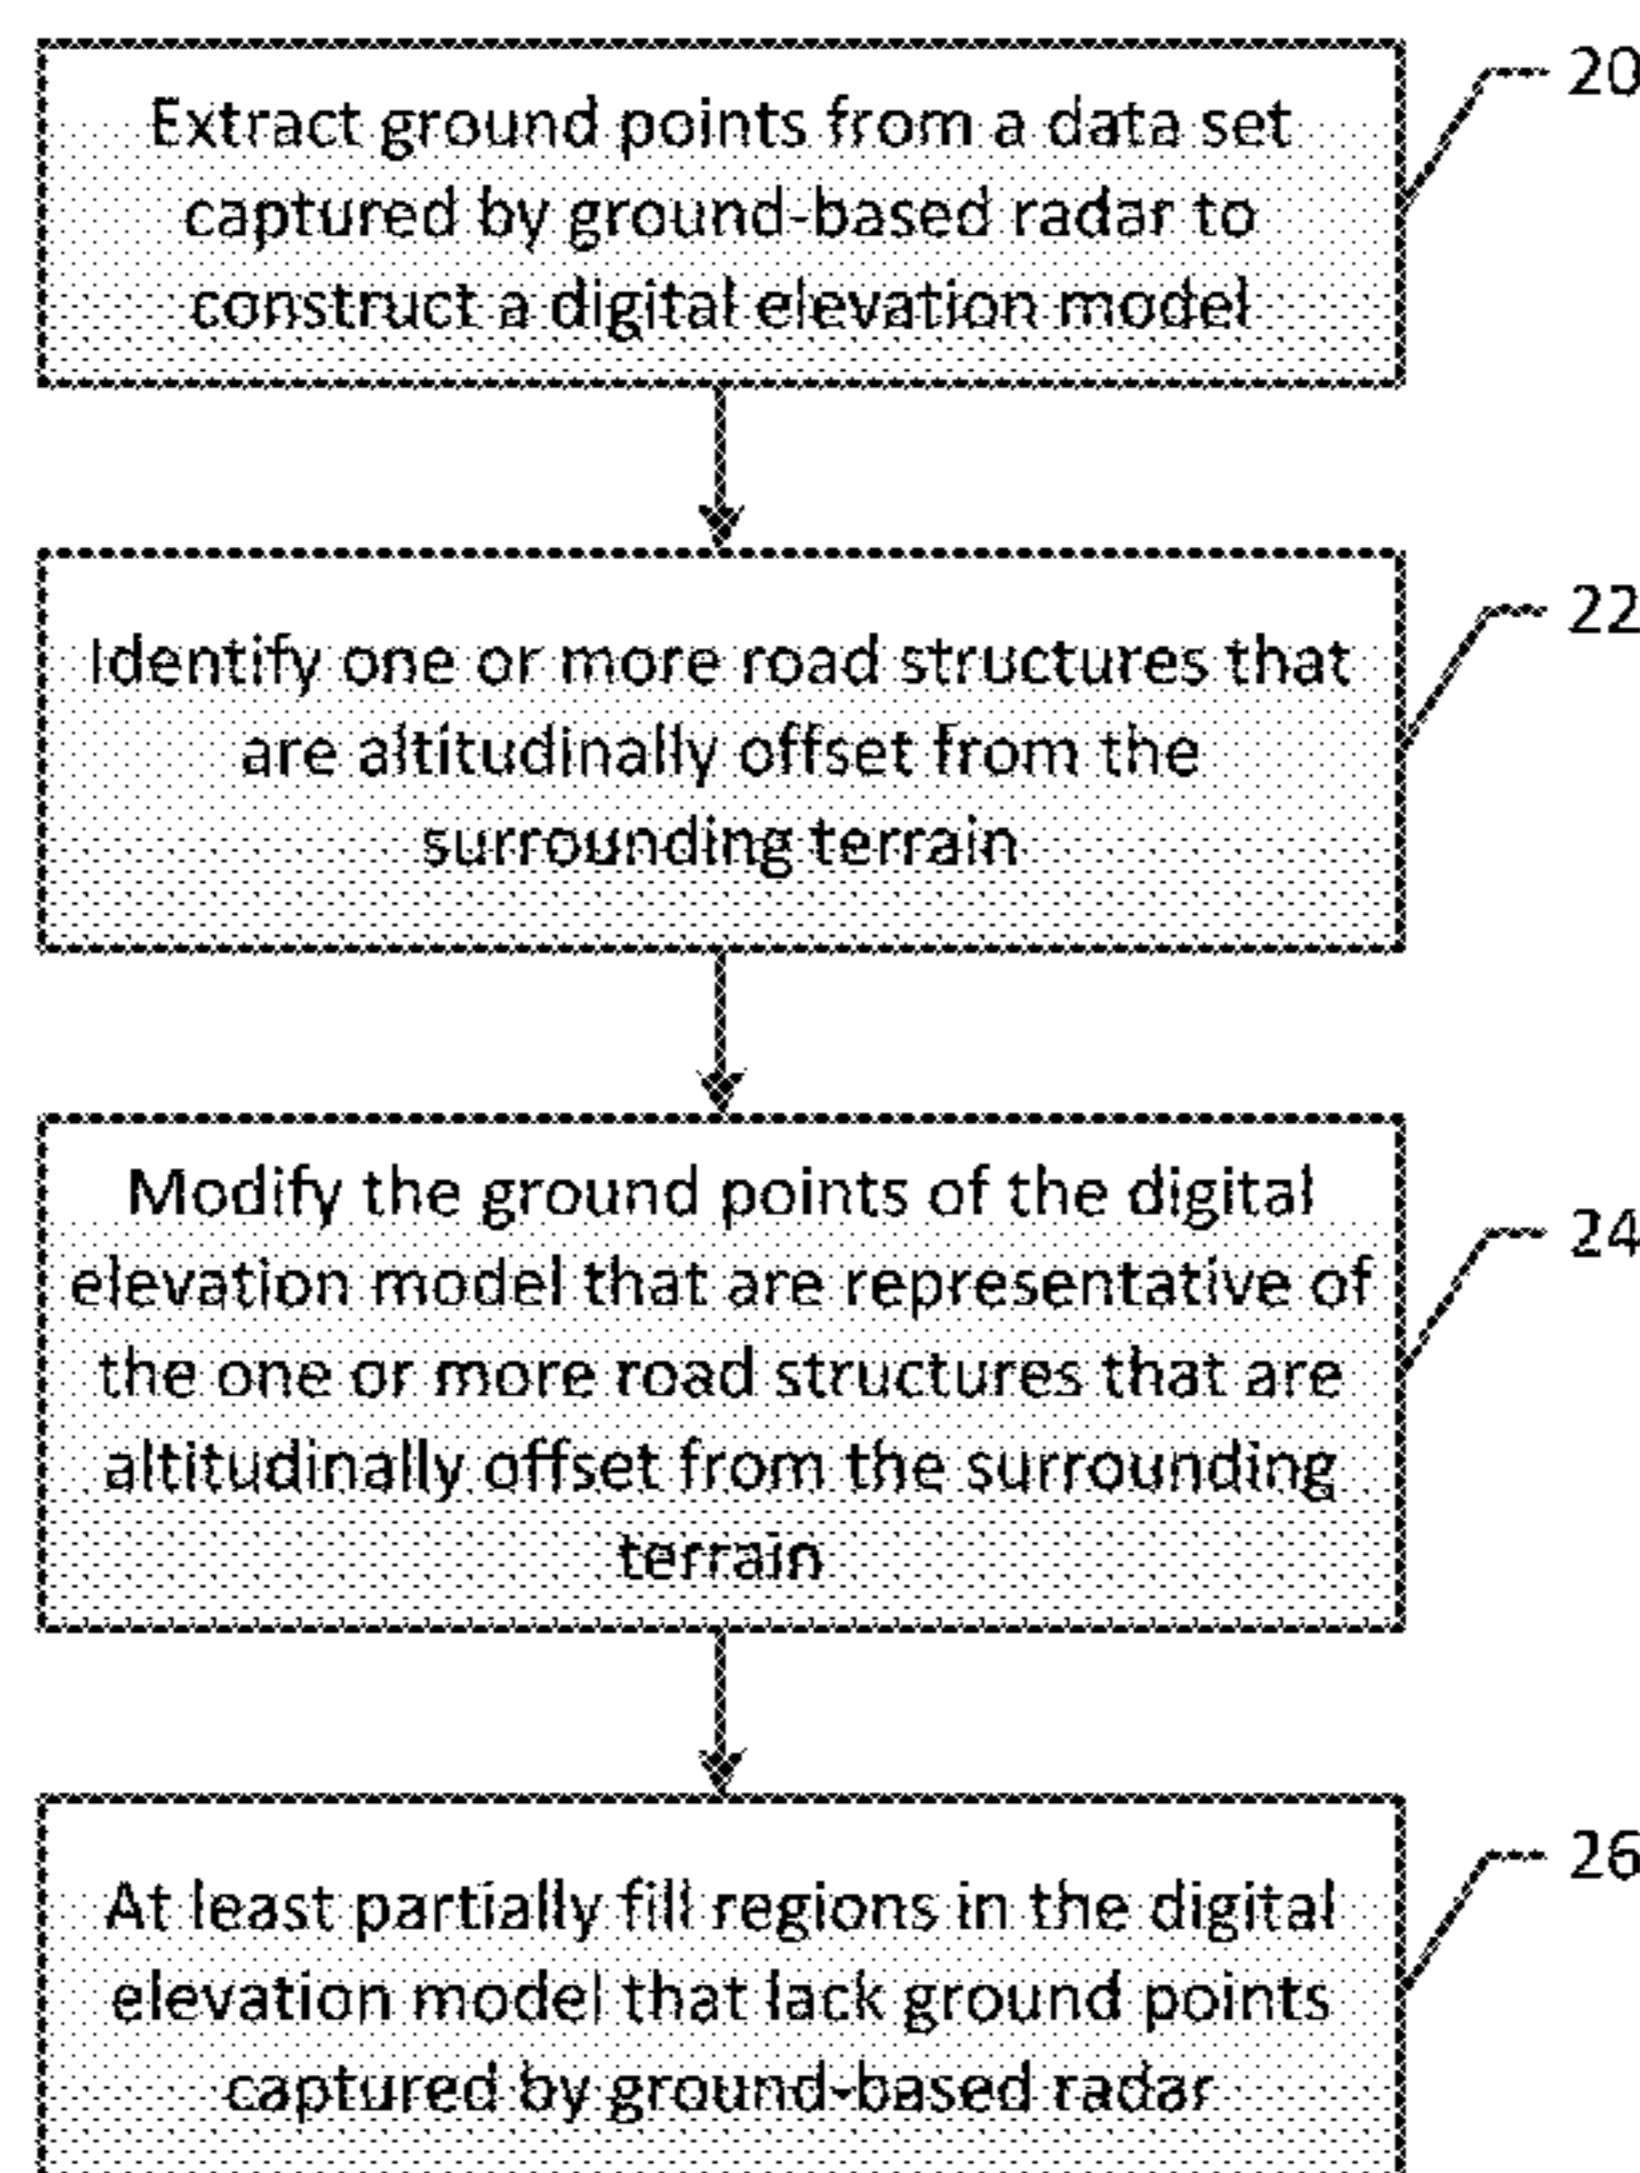 Extract ground points from a data set
captured by ground-based radar to
construct a digital elevation model
20
Identify one or more road structures that
are altitudinally offset from the
surrounding terrain
22
Modify the ground points of the digital
elevation model that are representative of
the one or more road structures that are
altitudinally offset from the surrounding
terrain
24
At least partially fill regions in the digital
elevation model that lack ground points
captured by ground-based radar
26